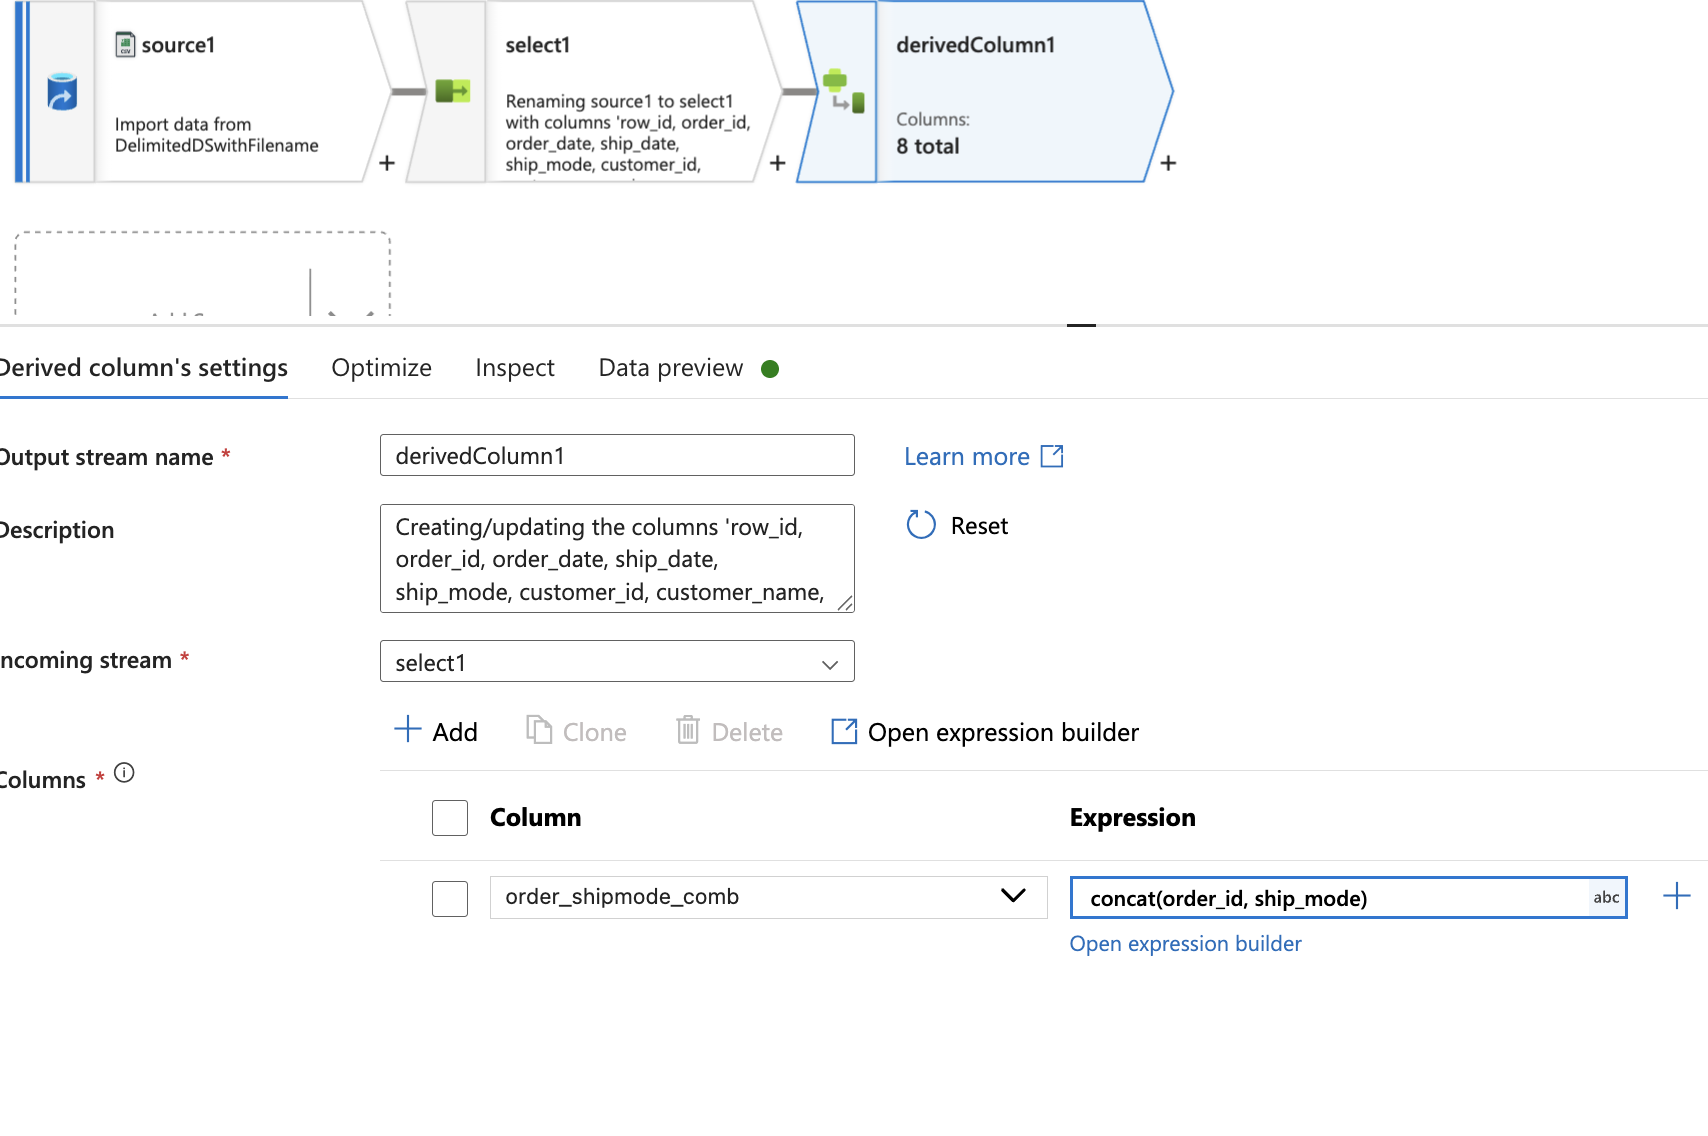 source1
Import data from
DelimitedDSwithFilename
+
select1
Renaming source1 to select1
with columns 'row_id, order_id,
order_date, ship_date,
ship_mode, customer_id,
+
derivedColumn1
Columns:
8 total
+
Derived column's settings
Optimize
Inspect
Data preview
Output stream name *
derivedColumn1
Learn more
Description
Creating/updating the columns 'row_id,
order_id, order_date, ship_date,
ship_mode, customer_id, customer_name,
Reset
ncoming stream *
select1
Add
Clone
Delete
Open expression builder
Columns *
Column
Expression
order_shipmode_comb
concat(order_id, ship_mode)
abc
Open expression builder